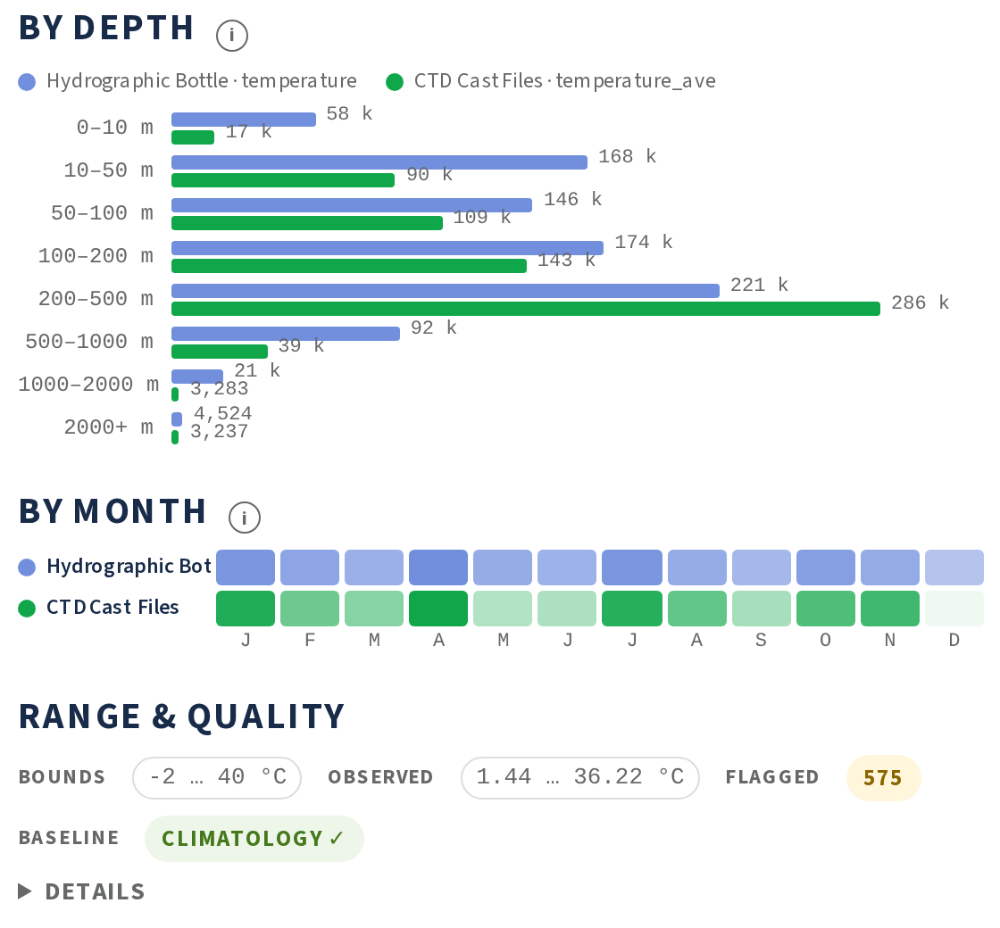 BY DEPTH i
Hydrographic Bottle · temperature CTD Cast Files · temperature_ave
0–10 m 58 k
17 k
10–50 m 168 k
90 k
50–100 m 146 k
109 k
100–200 m 174 k
143 k
200–500 m 221 k
286 k
500–1000 m 92 k
39 k
1000–2000 m 21 k
3,283
2000+ m 4,524
3,237
BY MONTH i
Hydrographic Bot
CTD Cast Files
J F M A M J J A S O N D
RANGE & QUALITY
BOUNDS -2 … 40 °C OBSERVED 1.44 … 36.22 °C FLAGGED 575
BASELINE CLIMATOLOGY ✓
▶ DETAILS